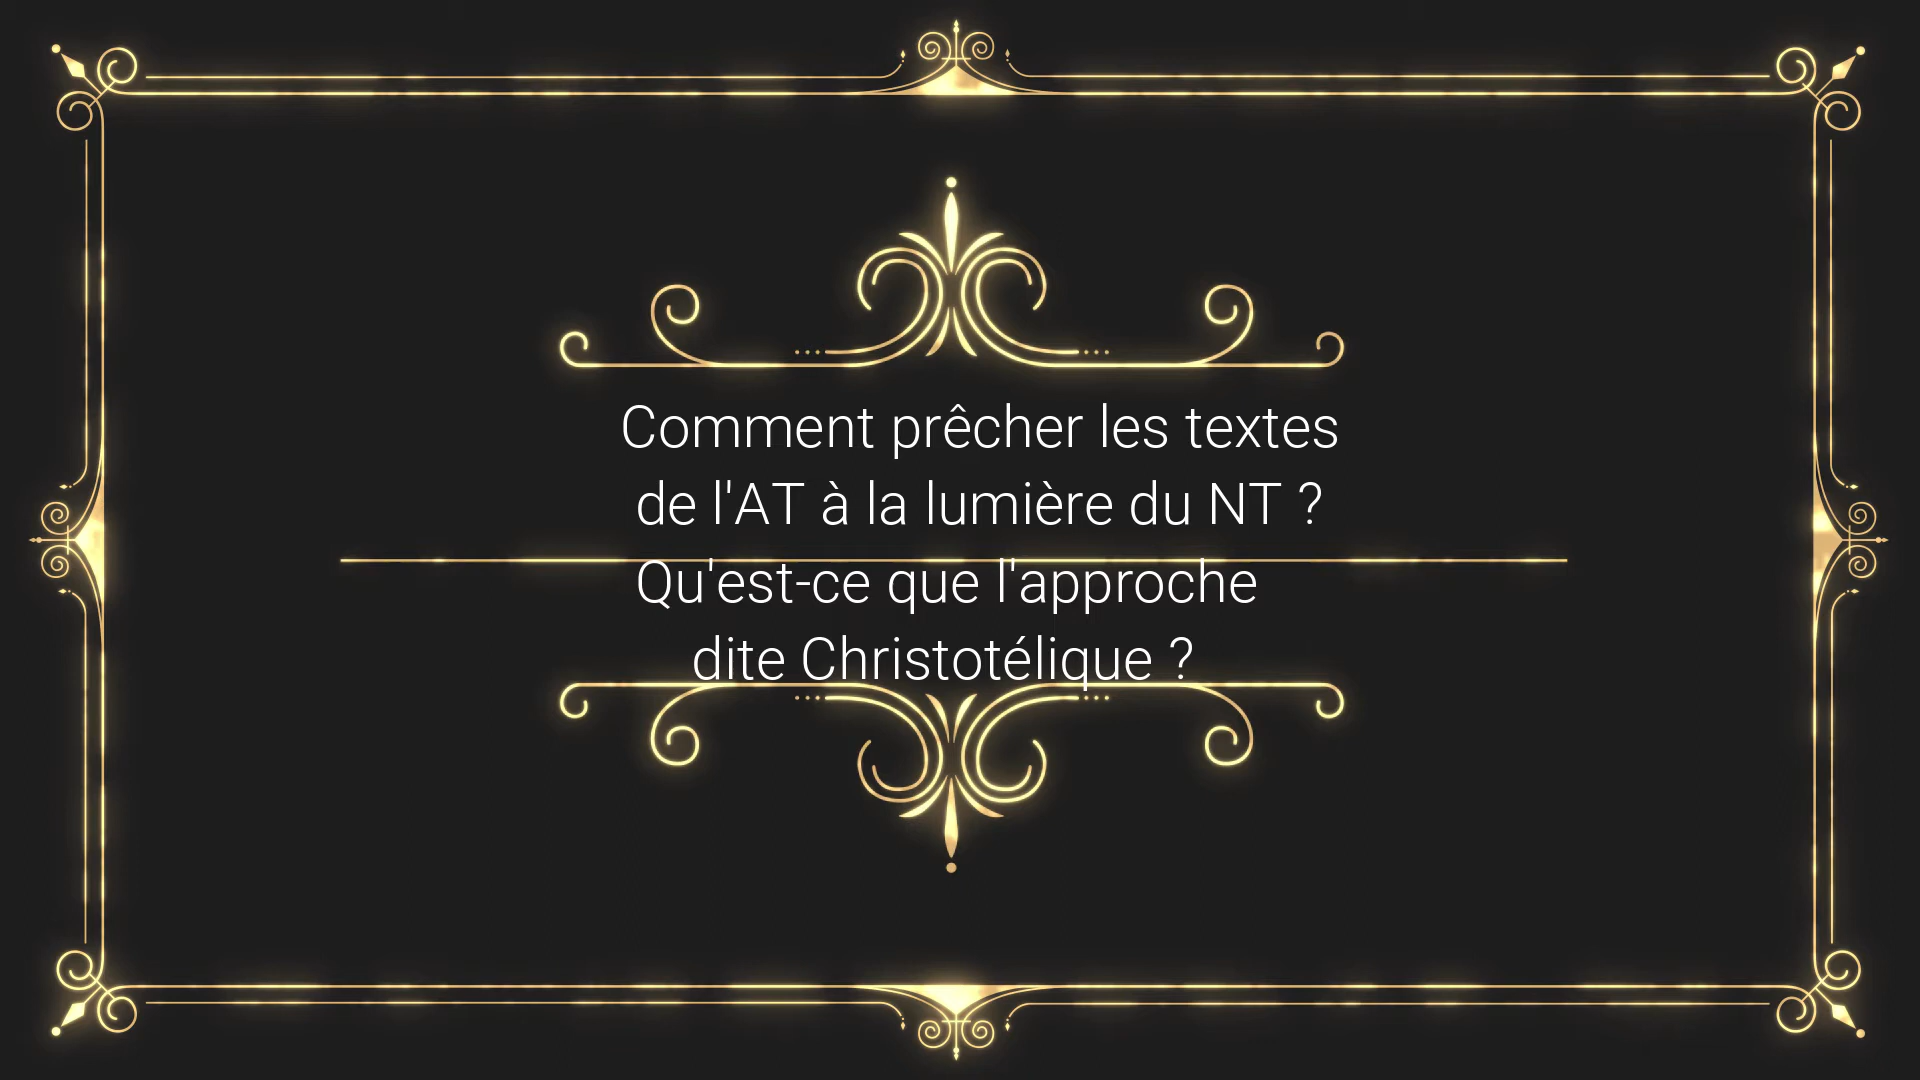 Comment prêcher les textes
de l'AT à la lumière du NT ?
Qu'est-ce que l'approche
dite Christotélique ?